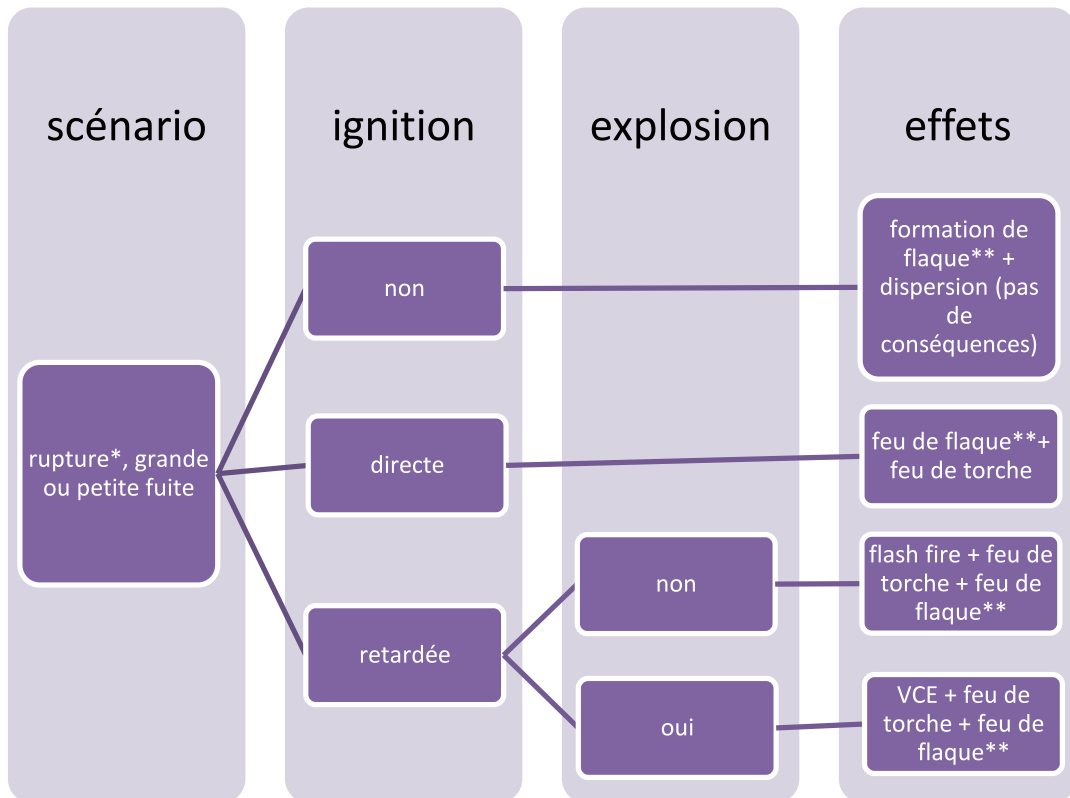 scénario
ignition
explosion
effets
rupture*, grande
ou petite fuite
non
formation de
flaque** +
dispersion (pas
de
conséquences)
directe
feu de flaque**+
feu de torche
retardée
non
flash fire + feu de
torche + feu de
flaque**
oui
VCE + feu de
torche + feu de
flaque**